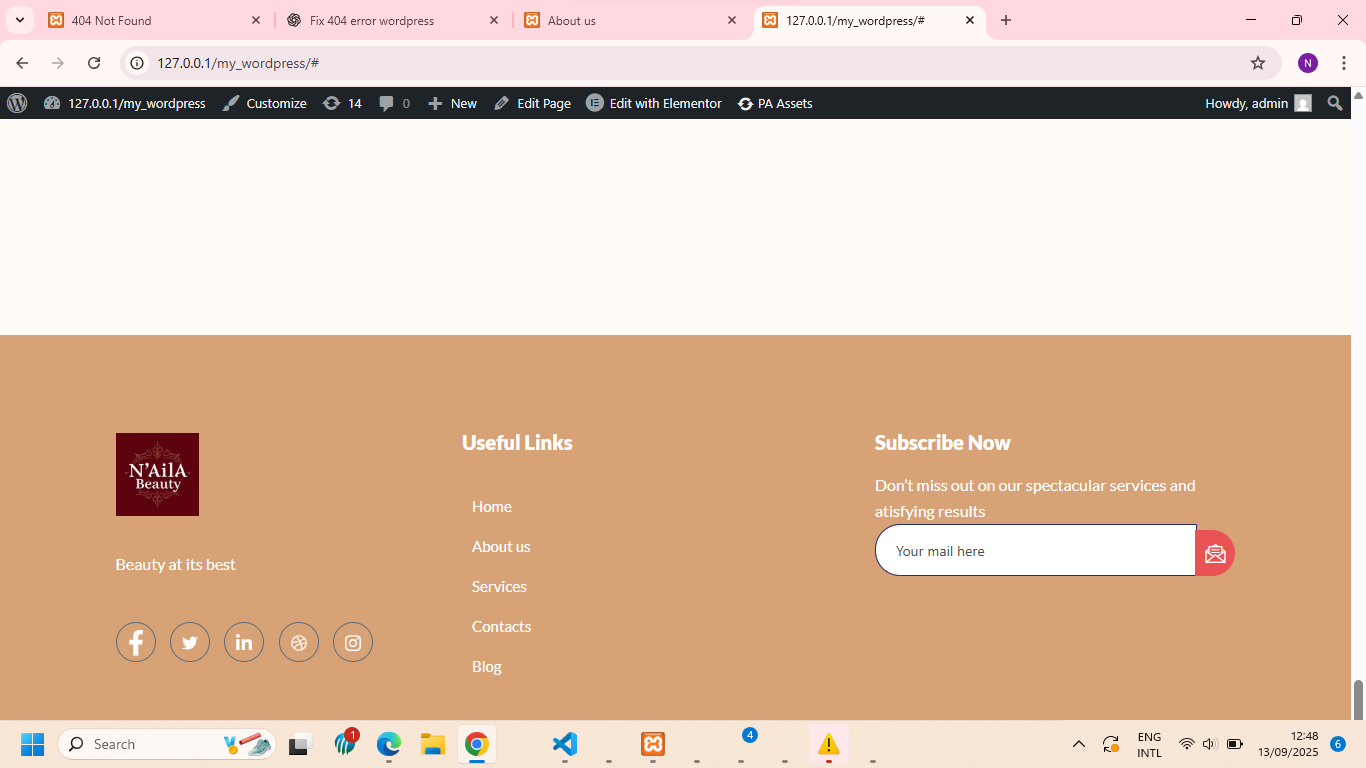 404 Not Found
Fix 404 error wordpress
About us
127.0.0.1/my_wordpress/#
127.0.0.1/my_wordpress/#
N
127.0.0.1/my_wordpress
Customize
14
0
New
Edit Page
Edit with Elementor
PA Assets
Howdy, admin
N'AilA
Beauty
Beauty at its best
Useful Links
Home
About us
Services
Contacts
Blog
Subscribe Now
Don't miss out on our spectacular services and
atisfying results
Your mail here
Search
1
4
ENG
INTL
12:48
13/09/2025
6